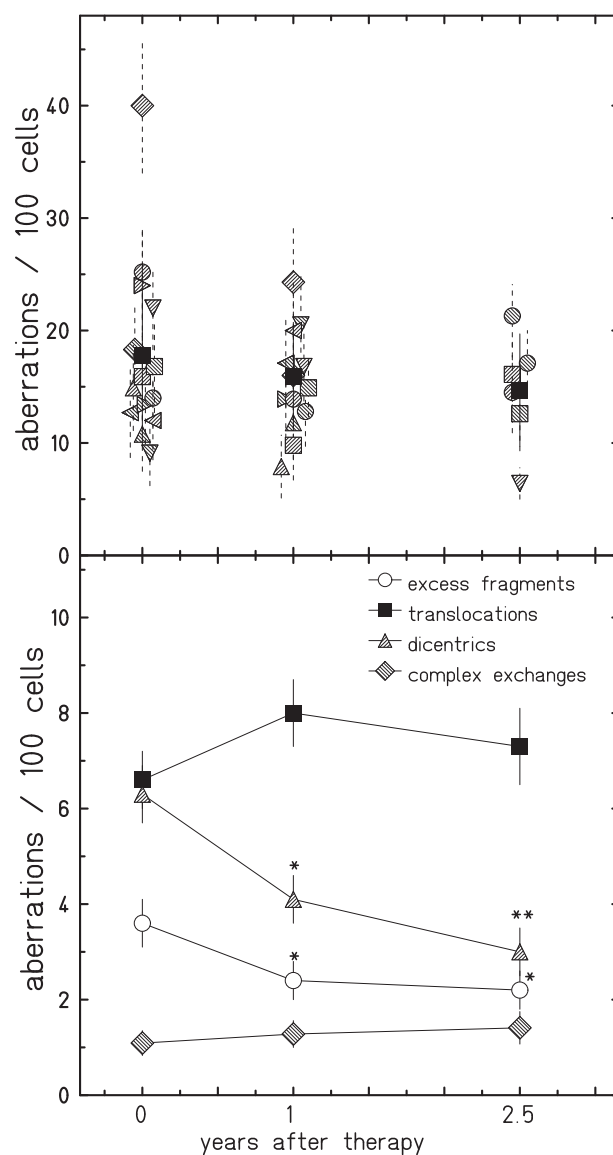 40
30
20
10
0
aberrations / 100 cells
excess fragments
translocations
dicentrics
complex exchanges
10
8
6
4
2
0
aberrations / 100 cells
*
**
*
*
0 1 2.5
years after therapy